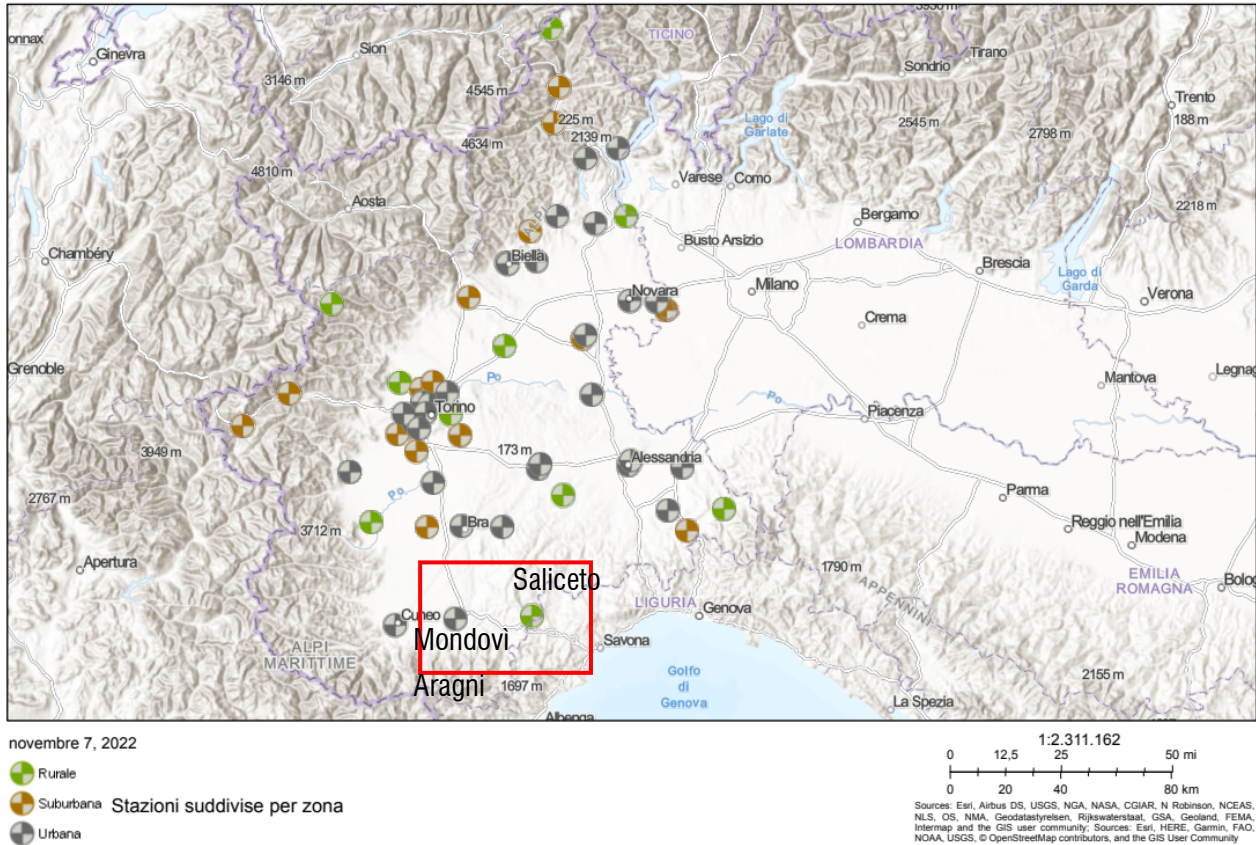 3930 m
onnax
Ginevra
Sion
TICINO
Tirano
Sondrio
3146 m
4545 m
Trento
188 m
225 m
2139 m
Lago di
Garlate
2545 m
2798 m
4634 m
4810 m
Varese
Como
Aosta
2218 m
Bergamo
LOMBARDIA
Busto Arsizio
Chambéry
Biella
Brescia
Lago di
Garda
Milano
Novara
Verona
Crema
Grenoble
Po
Mantova
Legnag
Torino
Po
Piacenza
3949 m
173 m
Alessandria
2767 m
Po
Parma
3712 m
Bra
Reggio nell'Emilia
Modena
Apertura
1790 m
APPENNINI
EMILIA
ROMAGNA
Bolog
Saliceto
LIGURIA
Genova
Cuneo
Mondovì
Savona
ALPI
MARITTIME
Aragni
1697 m
Golfo
di
Genova
2155 m
La Spezia
Albenga
novembre 7, 2022
Rurale
Suburbana Stazioni suddivise per zona
Urbana
1:2.311.162
0 12,5 25 50 mi
0 20 40 80 km
Sources: Esri, Airbus DS, USGS, NGA, NASA, CGIAR, N Robinson, NCEAS,
NLS, OS, NMA, Geodatastyrelsen, Rijkswaterstaat, GSA, Geoland, FEMA,
Intermap and the GIS user community; Sources: Esri, HERE, Garmin, FAO,
NOAA, USGS, © OpenStreetMap contributors, and the GIS User Community